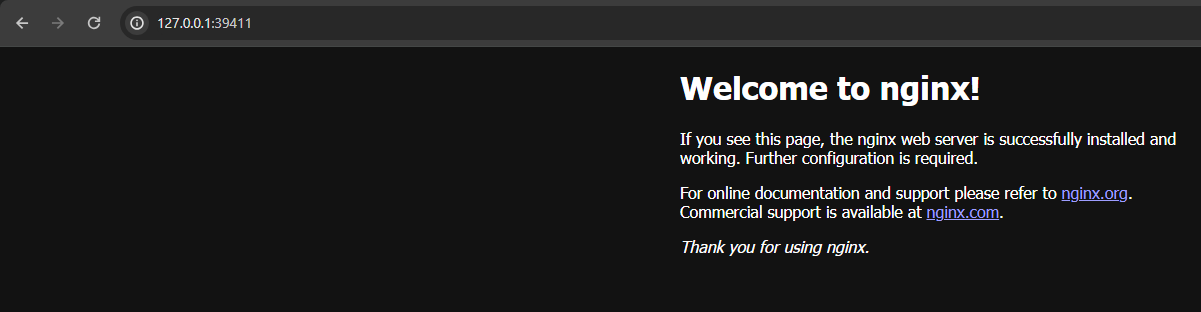 127.0.0.1:39411
Welcome to nginx!
If you see this page, the nginx web server is successfully installed and
working. Further configuration is required.
For online documentation and support please refer to nginx.org.
Commercial support is available at nginx.com.
Thank you for using nginx.